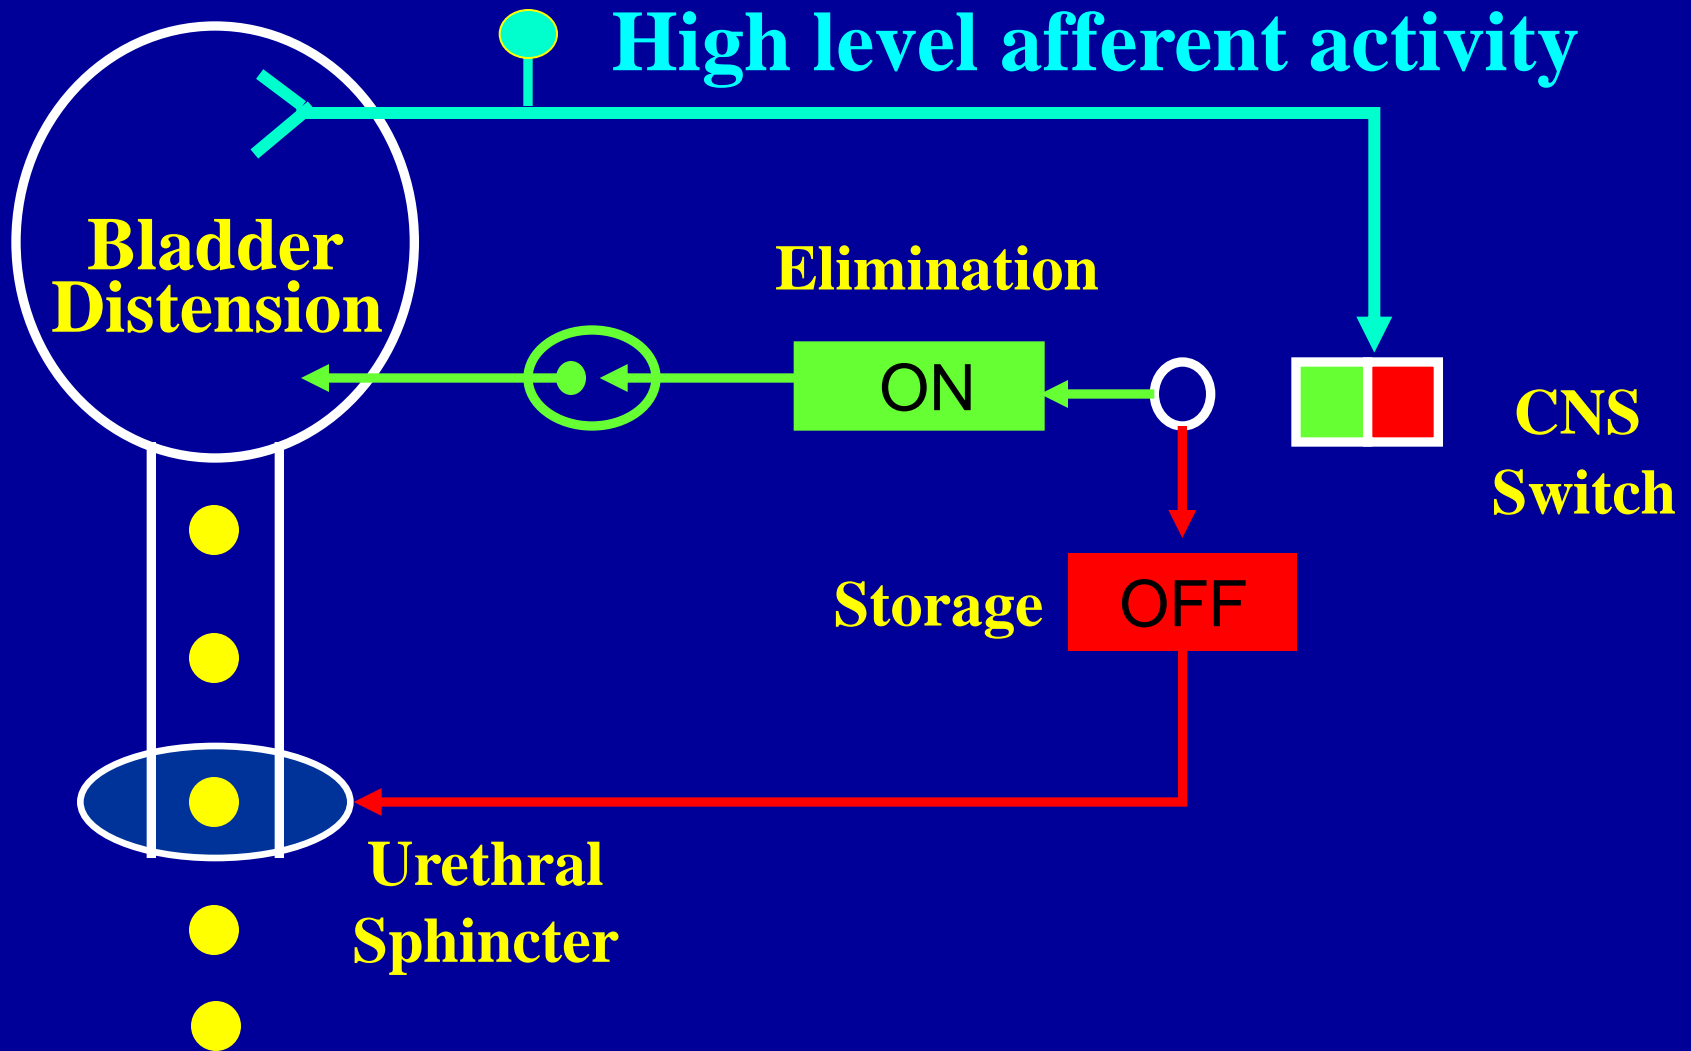 High level afferent activity
Bladder
Distension
Elimination
ON
CNS
Switch
Storage
OFF
Urethral
Sphincter